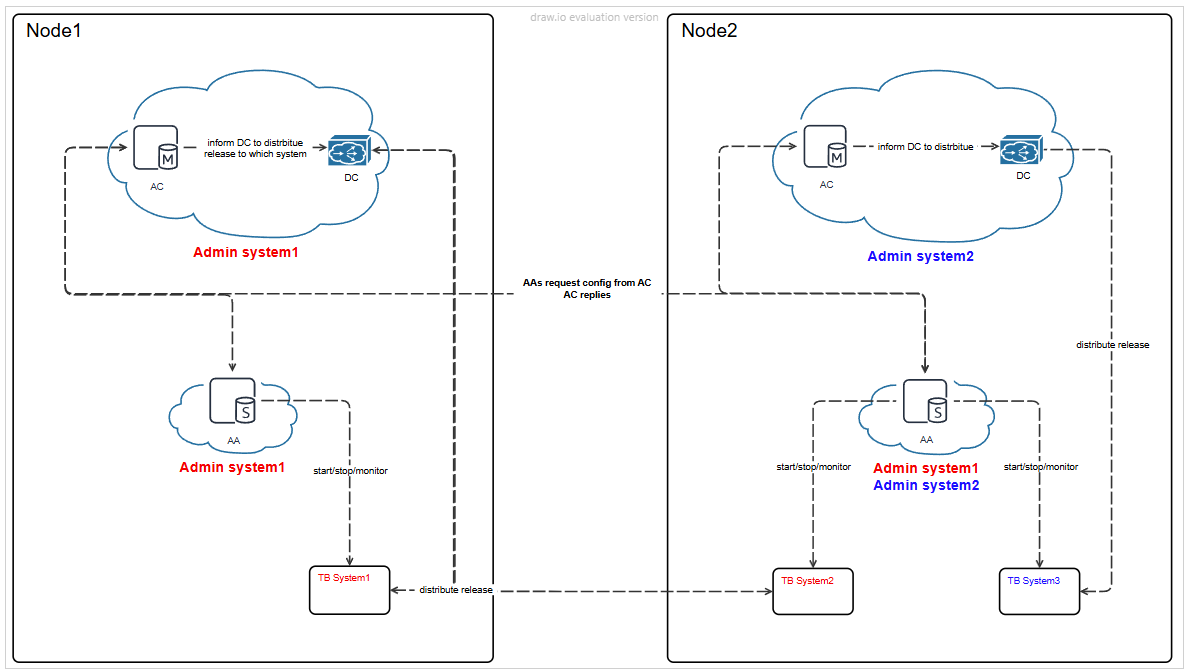 draw.io evaluation version
Node1
Node2
inform DC to distrbitue
release to which system
M
AC
DC
Admin system1
inform DC to distrbitue
M
AC
DC
Admin system2
AAs request config from AC
AC replies
distribute release
S
AA
Admin system1
start/stop/monitor
S
AA
start/stop/monitor
Admin system1
Admin system2
start/stop/monitor
TB System1
distribute release
TB System2
TB System3